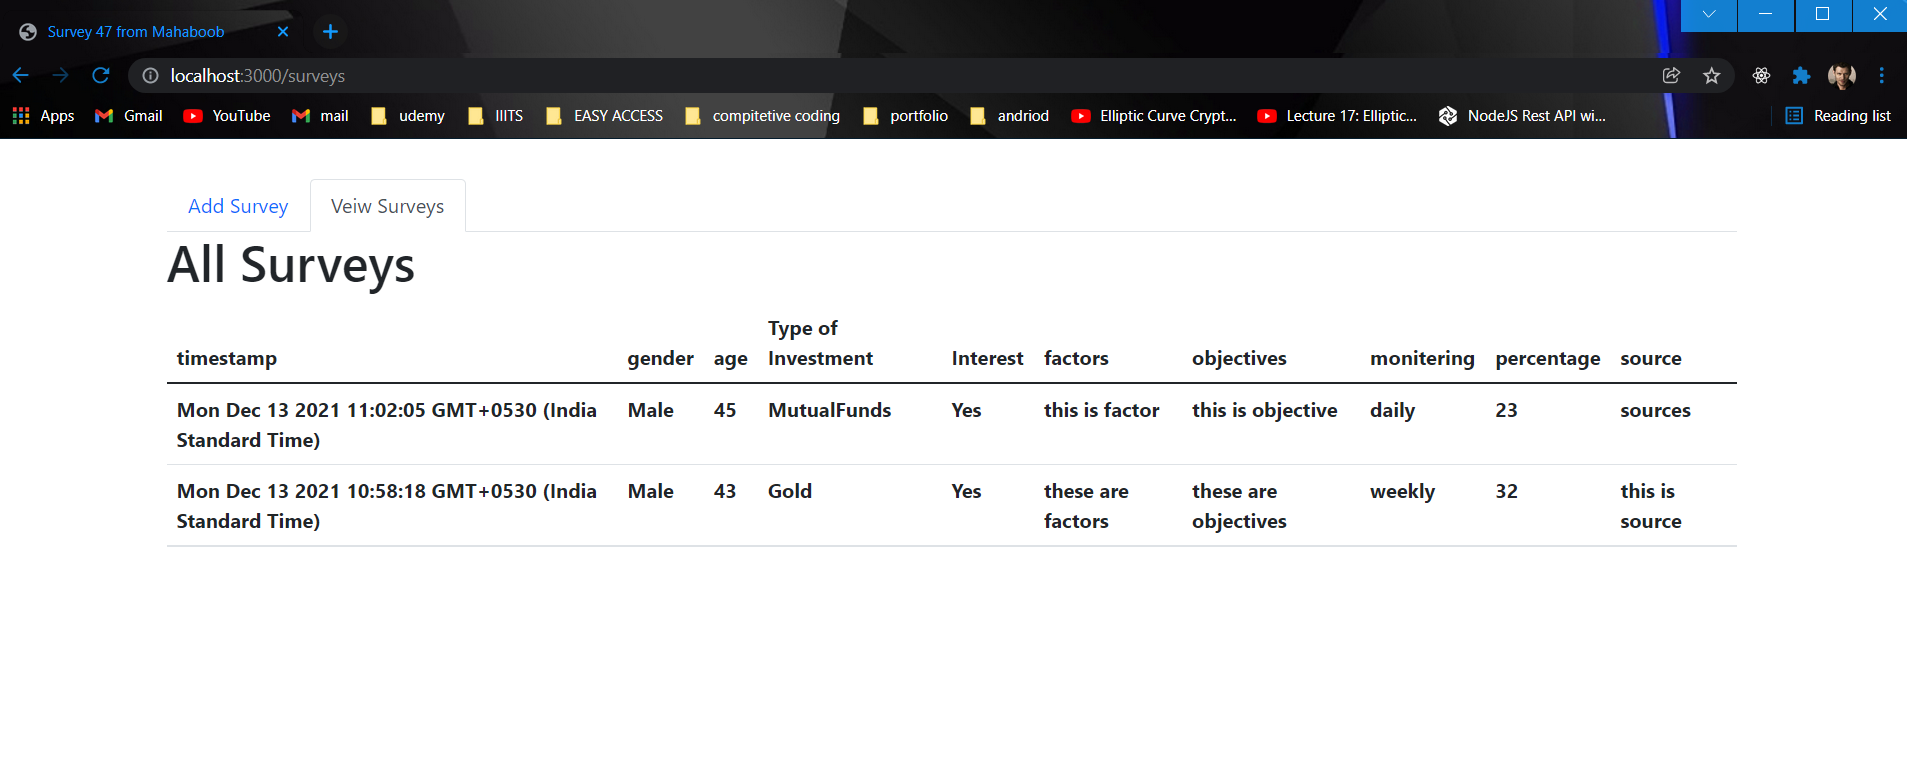 Survey 47 from Mahaboob
localhost:3000/surveys
Apps Gmail YouTube mail udemy IIITS EASY ACCESS compitetive coding portfolio andriod Elliptic Curve Crypt... Lecture 17: Elliptic... NodeJS Rest API wi... Reading list
Add Survey Veiw Surveys
All Surveys
timestamp gender age Type of Investment Interest factors objectives monitering percentage source
Mon Dec 13 2021 11:02:05 GMT+0530 (India Male 45 MutualFunds Yes this is factor this is objective daily 23 sources
Standard Time)
Mon Dec 13 2021 10:58:18 GMT+0530 (India Male 43 Gold Yes these are these are weekly 32 this is
Standard Time) factors objectives source